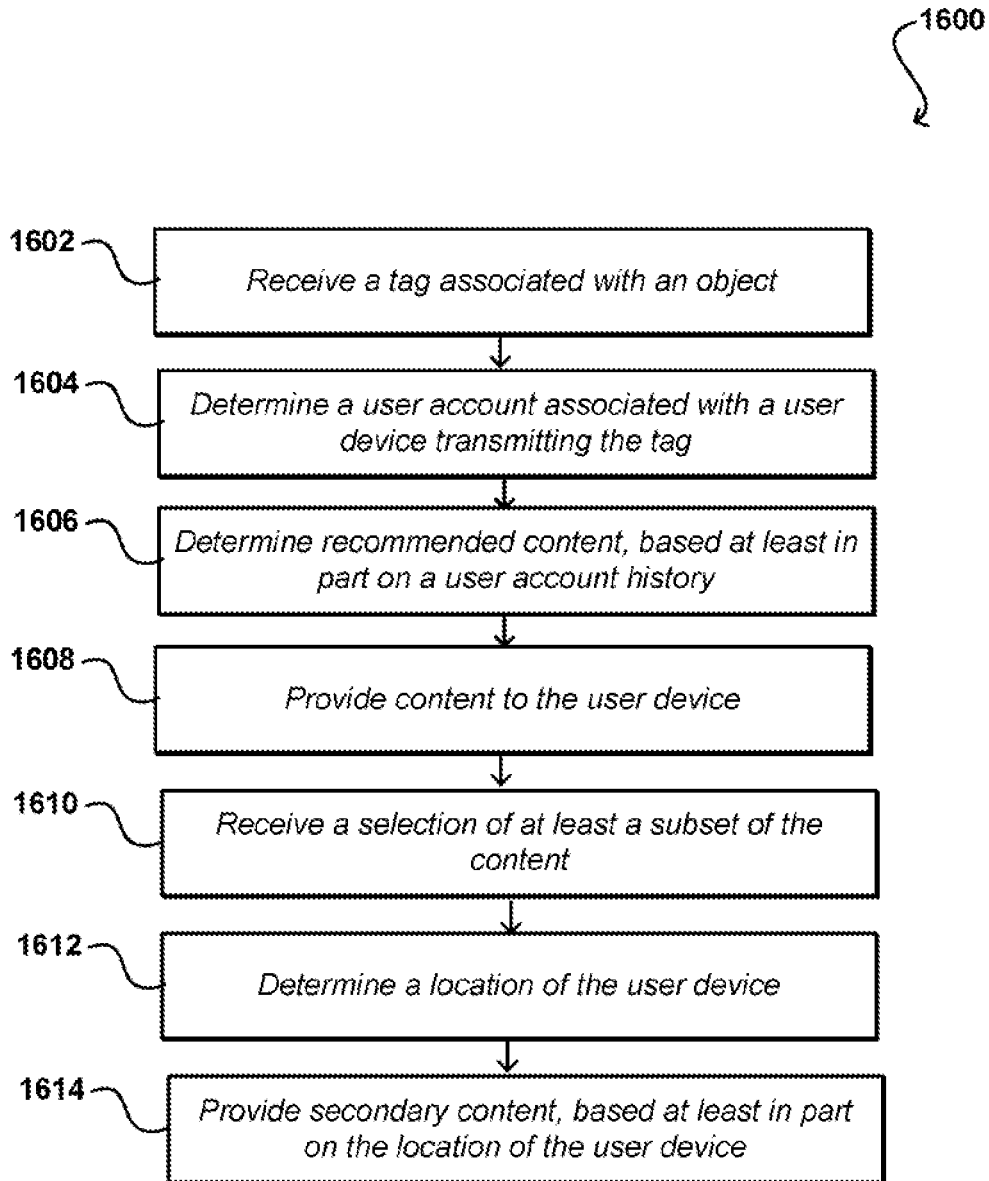 1600
1602
Receive a tag associated with an object
1604
Determine a user account associated with a user
device transmitting the tag
1606
Determine recommended content, based at least in
part on a user account history
1608
Provide content to the user device
1610
Receive a selection of at least a subset of the
content
1612
Determine a location of the user device
1614
Provide secondary content, based at least in part
on the location of the user device